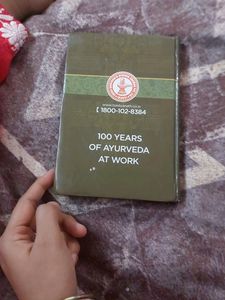 1800-102-8384
100 YEARS
OF AYURVEDA
AT WORK